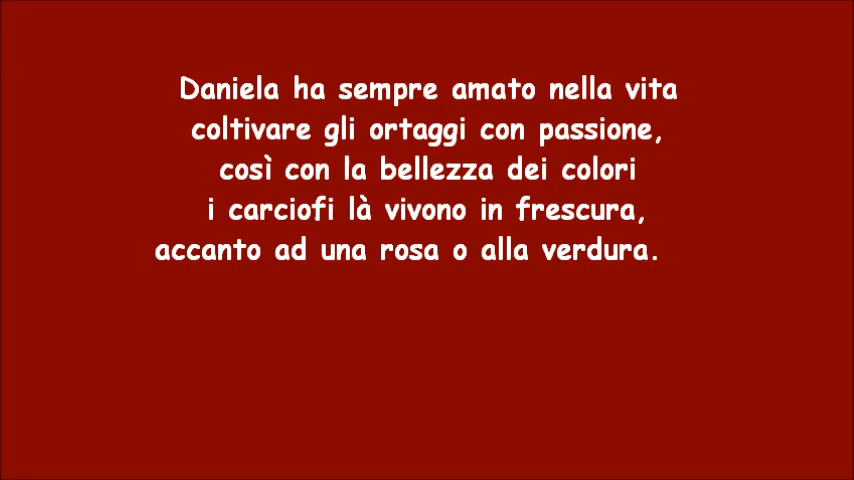 Daniela ha sempre amato nella vita
coltivare gli ortaggi con passione,
così con la bellezza dei colori
i carciofi là vivono in frescura,
accanto ad una rosa o alla verdura.